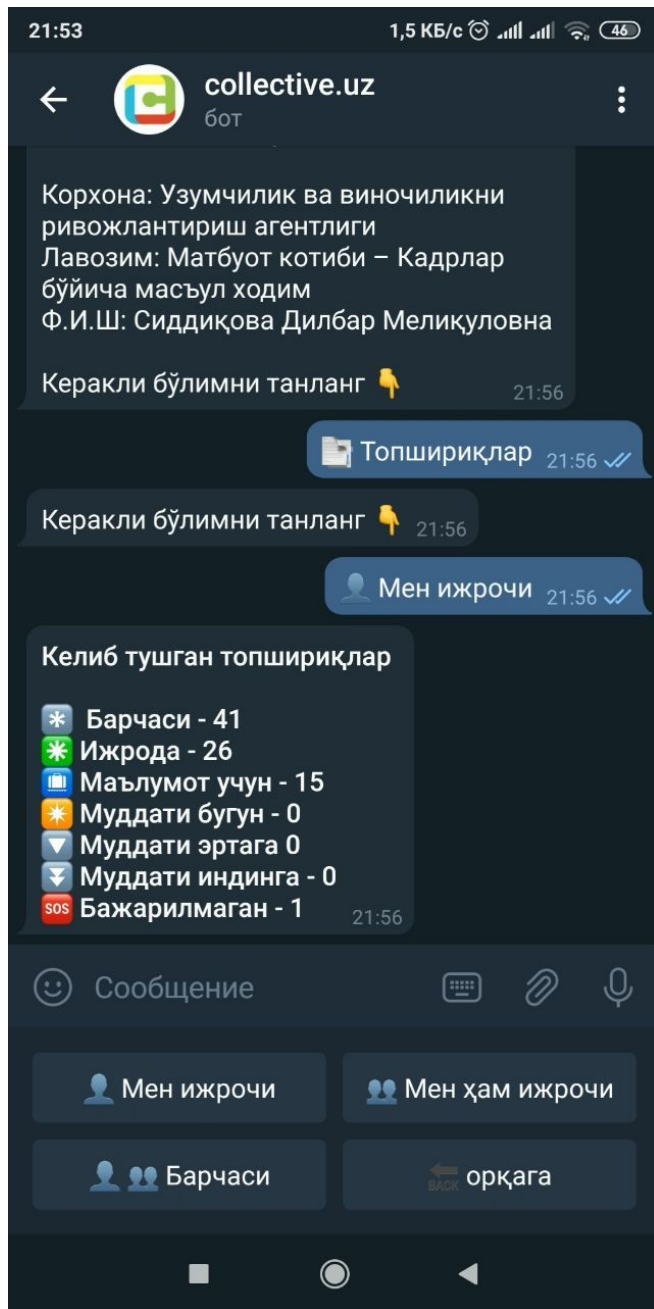 21:53
1,5 КБ/с
46
collective.uz
бот
Корхона: Узумчилик ва виночиликни
ривожлантириш агентлиги
Лавозим: Матбуот котиби – Кадрлар
бўйича масъул ходим
Ф.И.Ш: Сиддиқова Дилбар Мелиқуловна
Керакли бўлимни танланг 👇
21:56
Топшириқлар 21:56
Керакли бўлимни танланг 👇 21:56
👤 Мен ижрочи 21:56
Келиб тушган топшириқлар
Барчаси - 41
Ижрода - 26
Маълумот учун - 15
Муддати бугун - 0
Муддати эртага 0
Муддати индинга - 0
🆘 Бажарилмаган - 1
21:56
Сообщение
👤 Мен ижрочи
👥 Мен ҳам ижрочи
👤 👥 Барчаси
BACK орқага